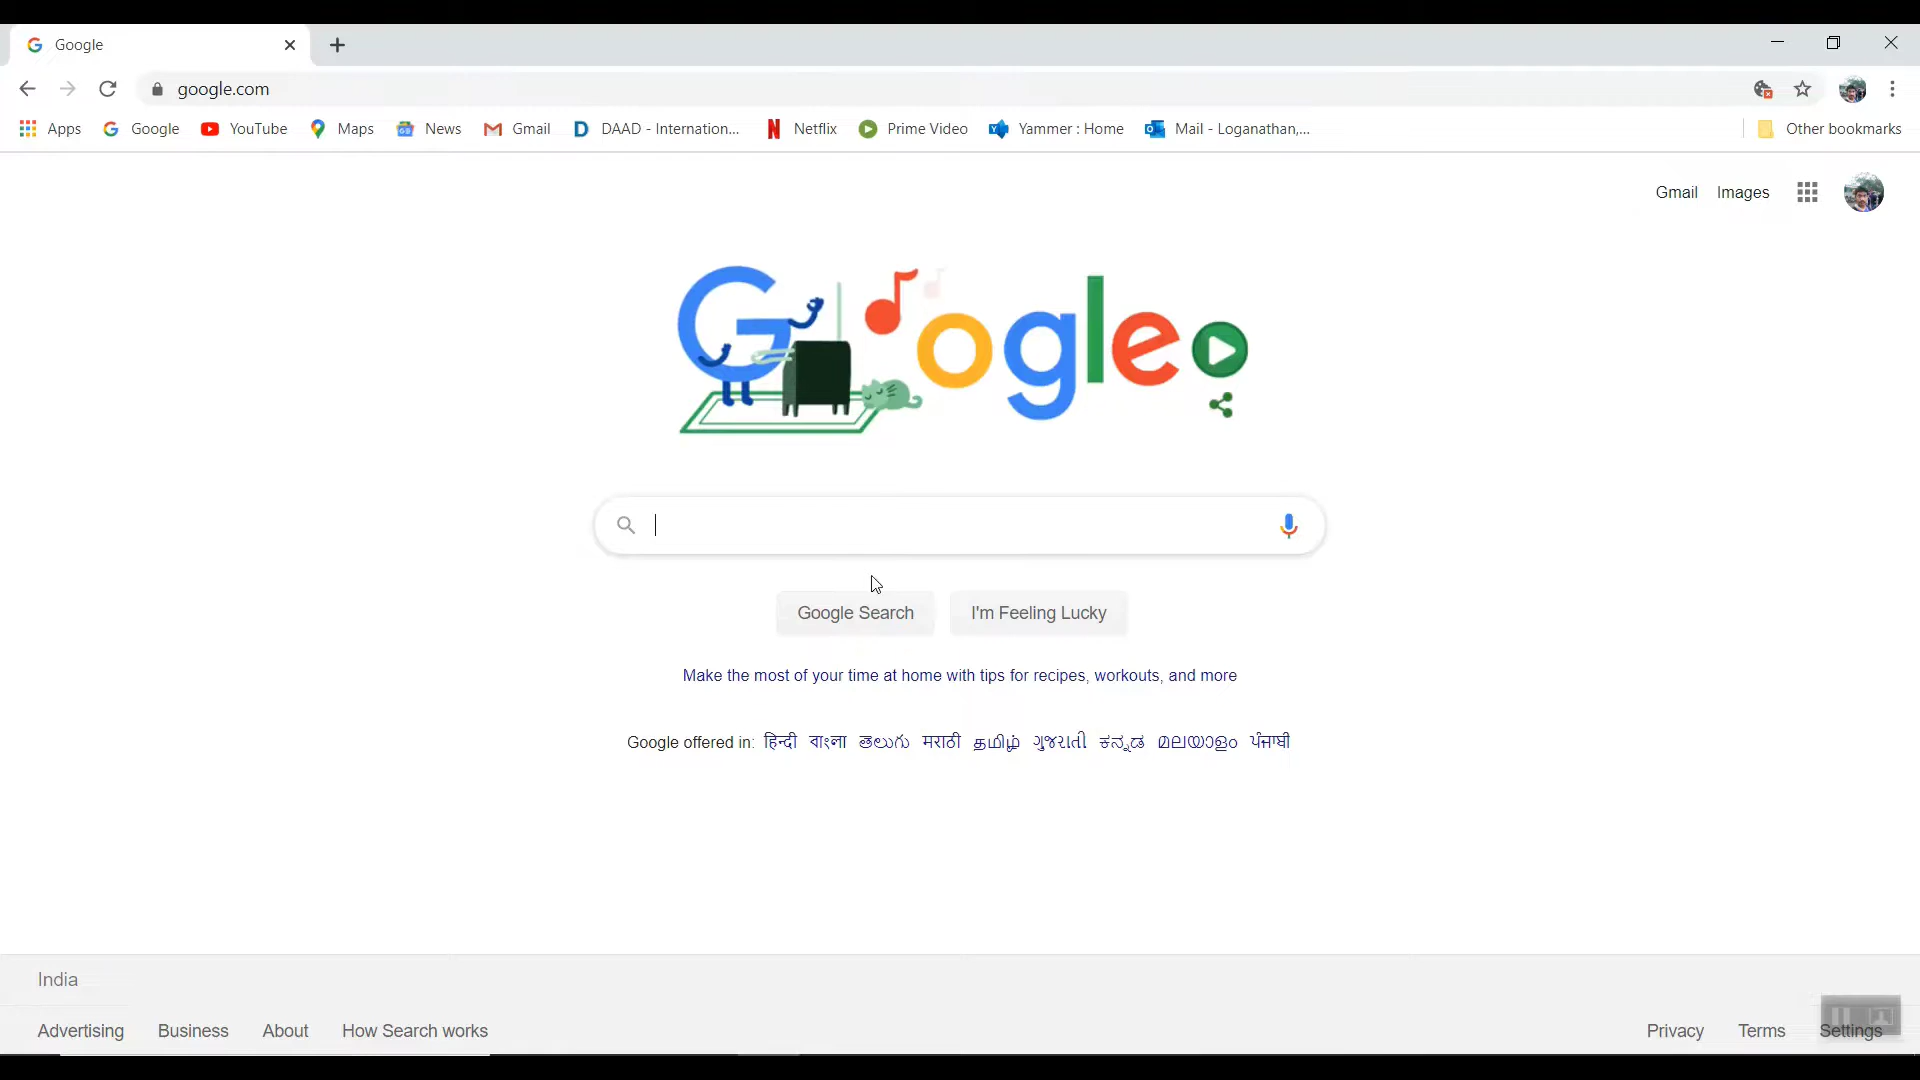 Google
google.com
Apps Google YouTube Maps News Gmail DAAD - Internation... Netflix Prime Video Yammer : Home Mail - Loganathan,... Other bookmarks
Gmail Images
Google
Google Search I'm Feeling Lucky
Make the most of your time at home with tips for recipes, workouts, and more
Google offered in: हिन्दी বাংলা తెలుగు मराठी தமிழ் ગુજરાતી ಕನ್ನಡ മലയാളം ਪੰਜਾਬੀ
India
Advertising Business About How Search works Privacy Terms Settings